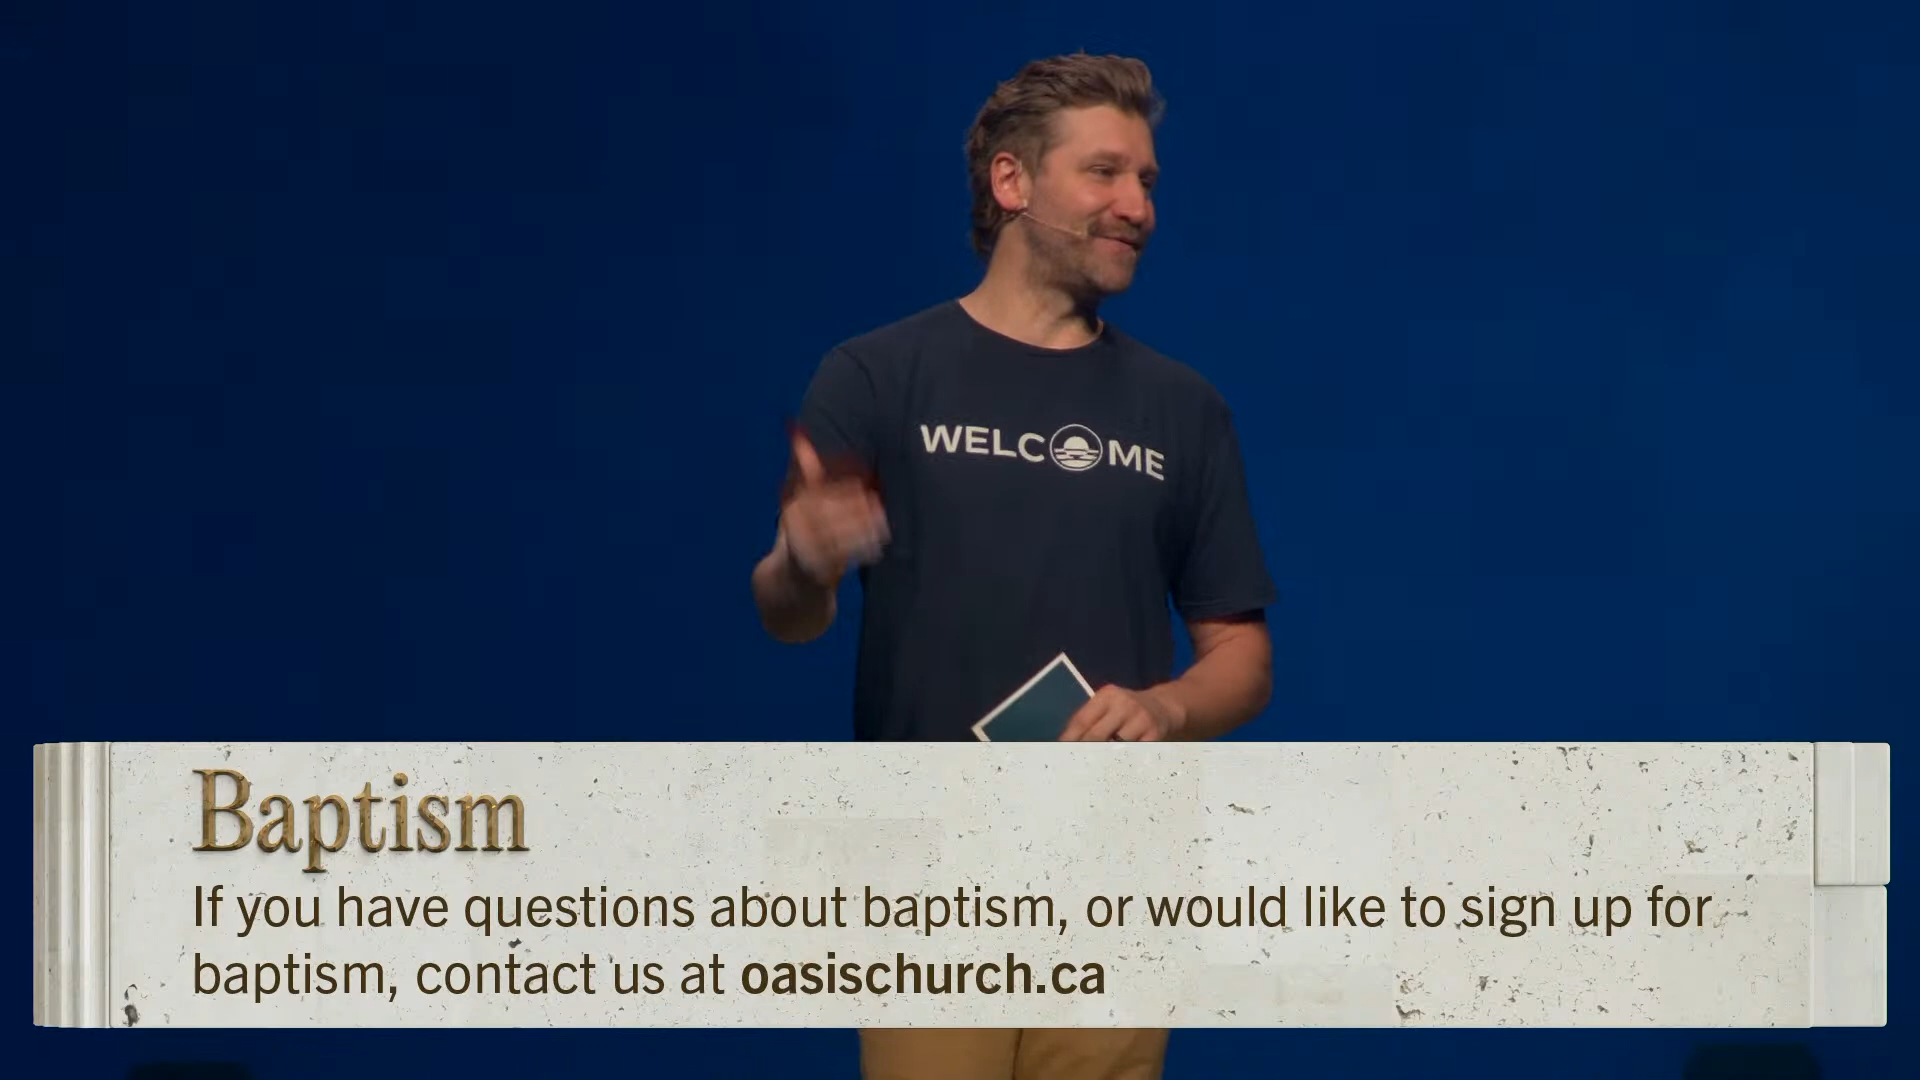 WELCOME
Baptism
If you have questions about baptism, or would like to sign up for
baptism, contact us at oasischurch.ca